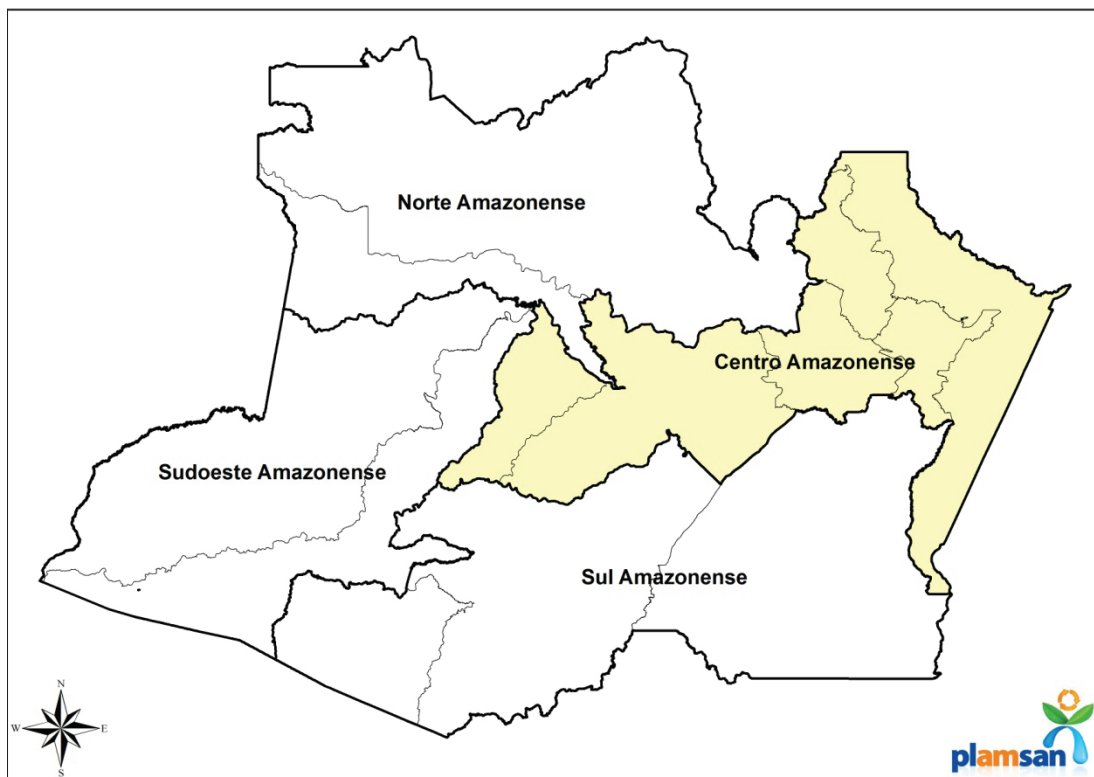 Norte Amazonense
Centro Amazonense
Sudoeste Amazonense
Sul Amazonense
N
W
E
S
plamsan